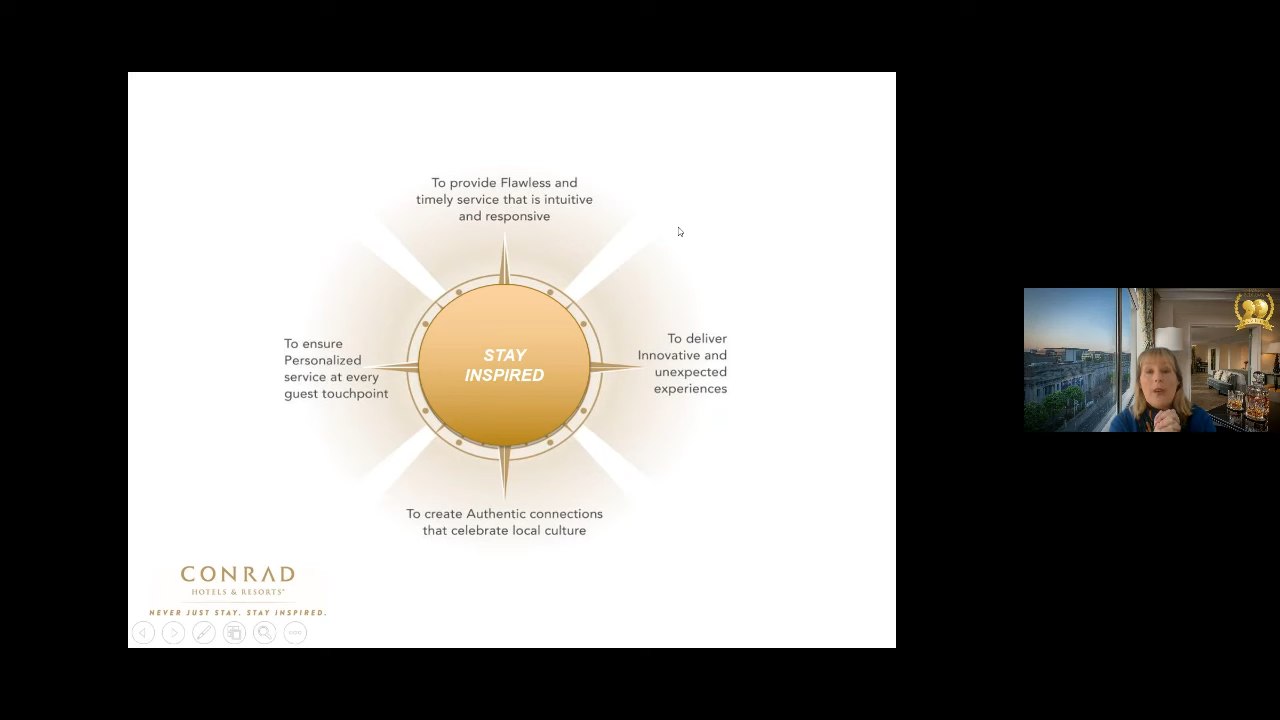 To provide Flawless and
timely service that is intuitive
and responsive
To ensure
Personalized
service at every
guest touchpoint
STAY
INSPIRED
To deliver
Innovative and
unexpected
experiences
To create Authentic connections
that celebrate local culture
CONRAD
HOTELS & RESORTS®
NEVER JUST STAY. STAY INSPIRED.
20